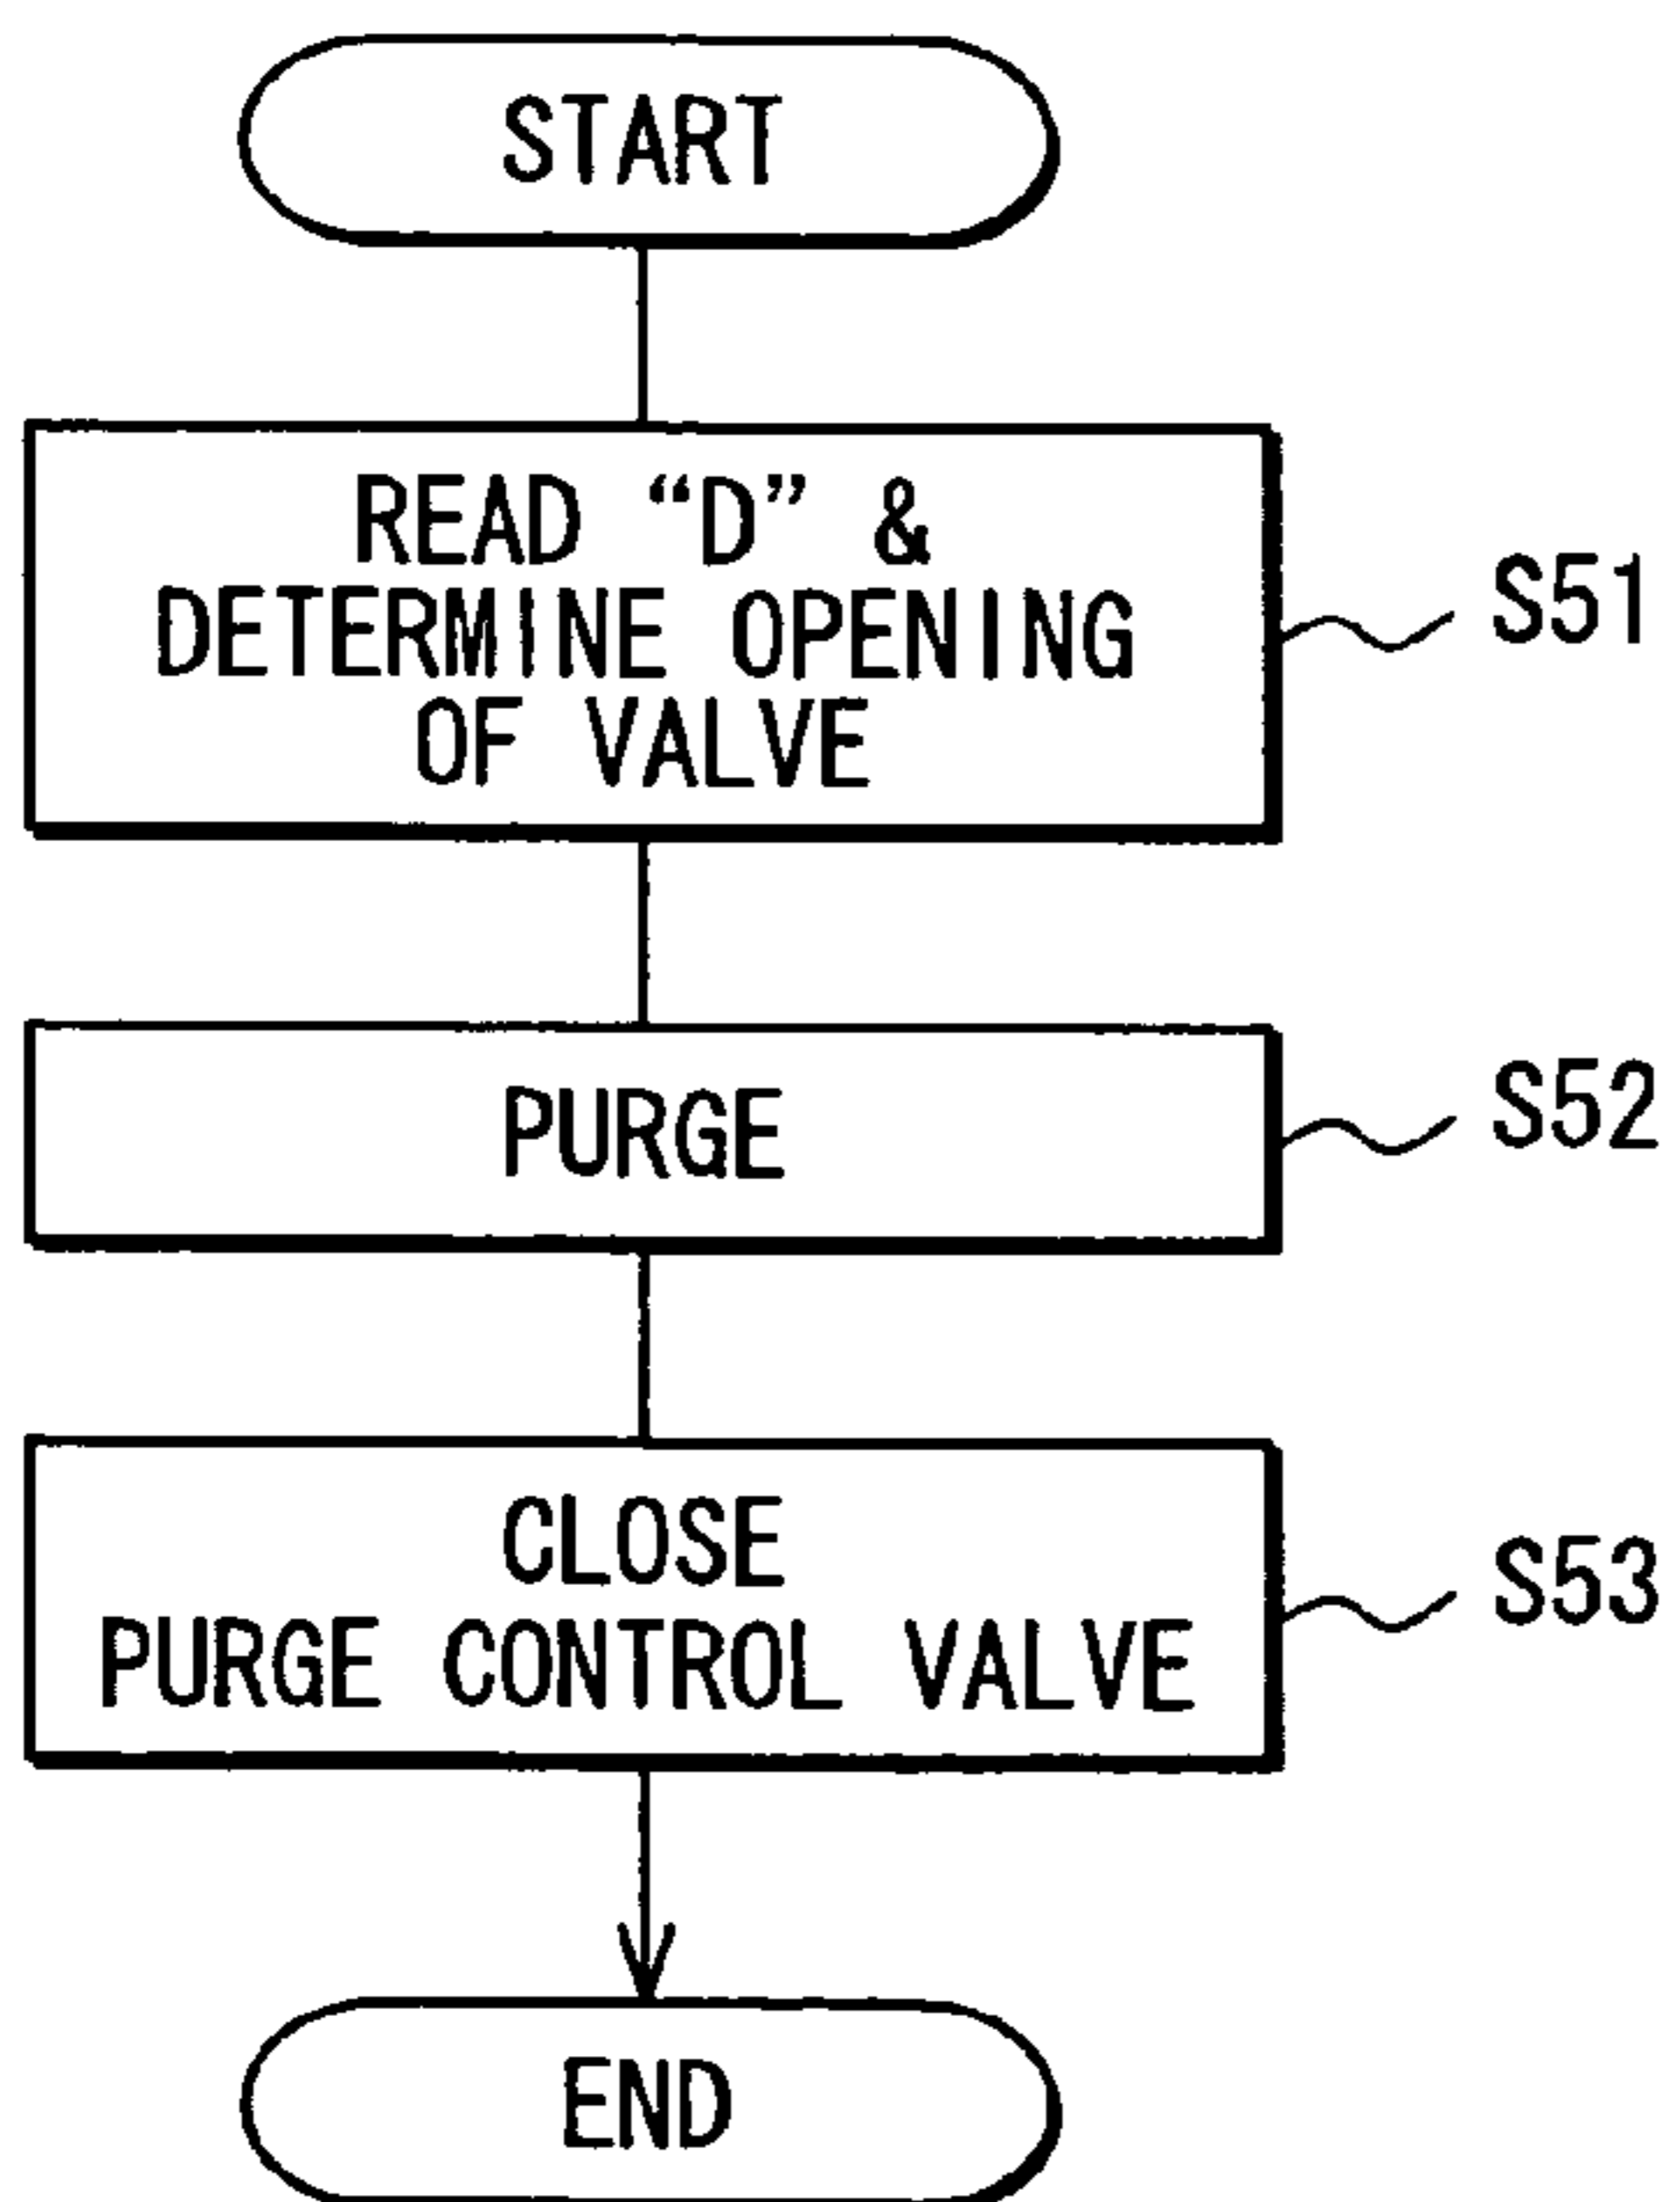 START
READ “D” &
DETERMINE OPENING
OF VALVE
S51
PURGE
S52
CLOSE
PURGE CONTROL VALVE
S53
END